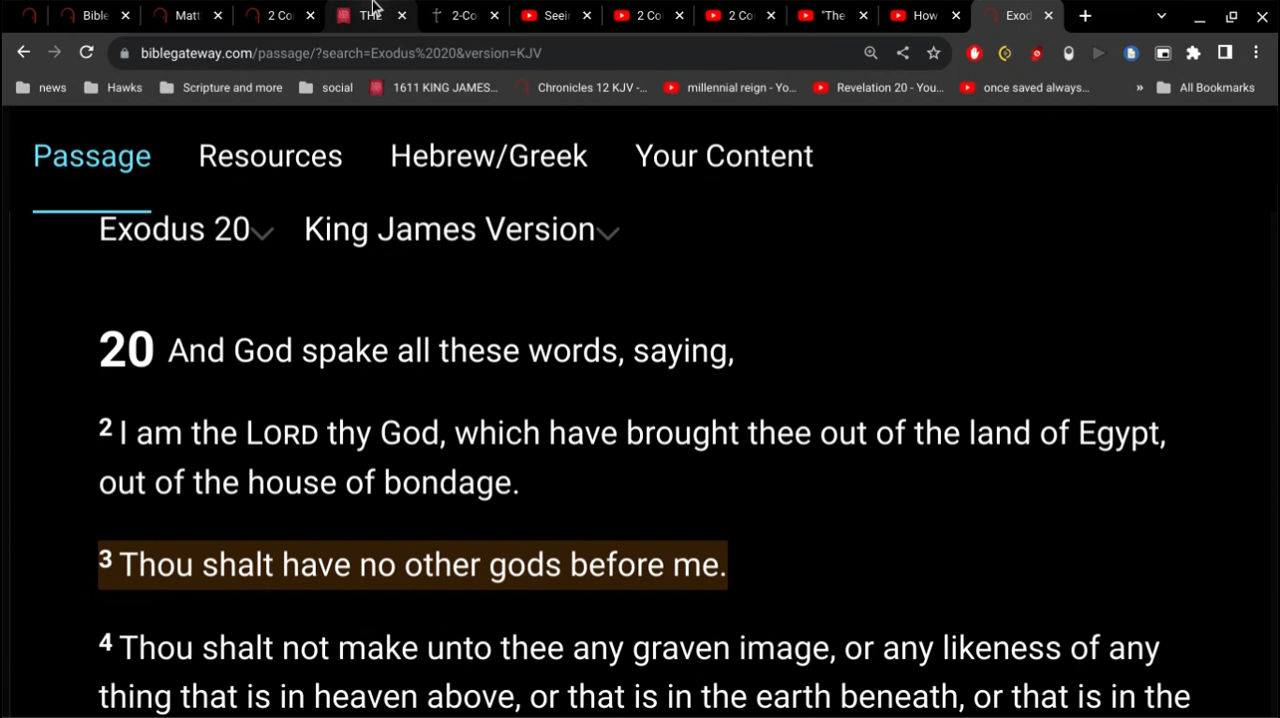 Bible
Matt
2 Co
THE
2-Co
Seei
2 Co
2 Co
"The
How
Exod
biblegateway.com/passage/?search=Exodus%2020&version=KJV
news
Hawks
Scripture and more
social
1611 KING JAMES...
Chronicles 12 KJV -...
millennial reign - Yo...
Revelation 20 - You...
once saved always...
»
All Bookmarks
Passage
Resources
Hebrew/Greek
Your Content
Exodus 20
King James Version
20 And God spake all these words, saying,
2 I am the LORD thy God, which have brought thee out of the land of Egypt,
out of the house of bondage.
3 Thou shalt have no other gods before me.
4 Thou shalt not make unto thee any graven image, or any likeness of any
thing that is in heaven above, or that is in the earth beneath, or that is in the